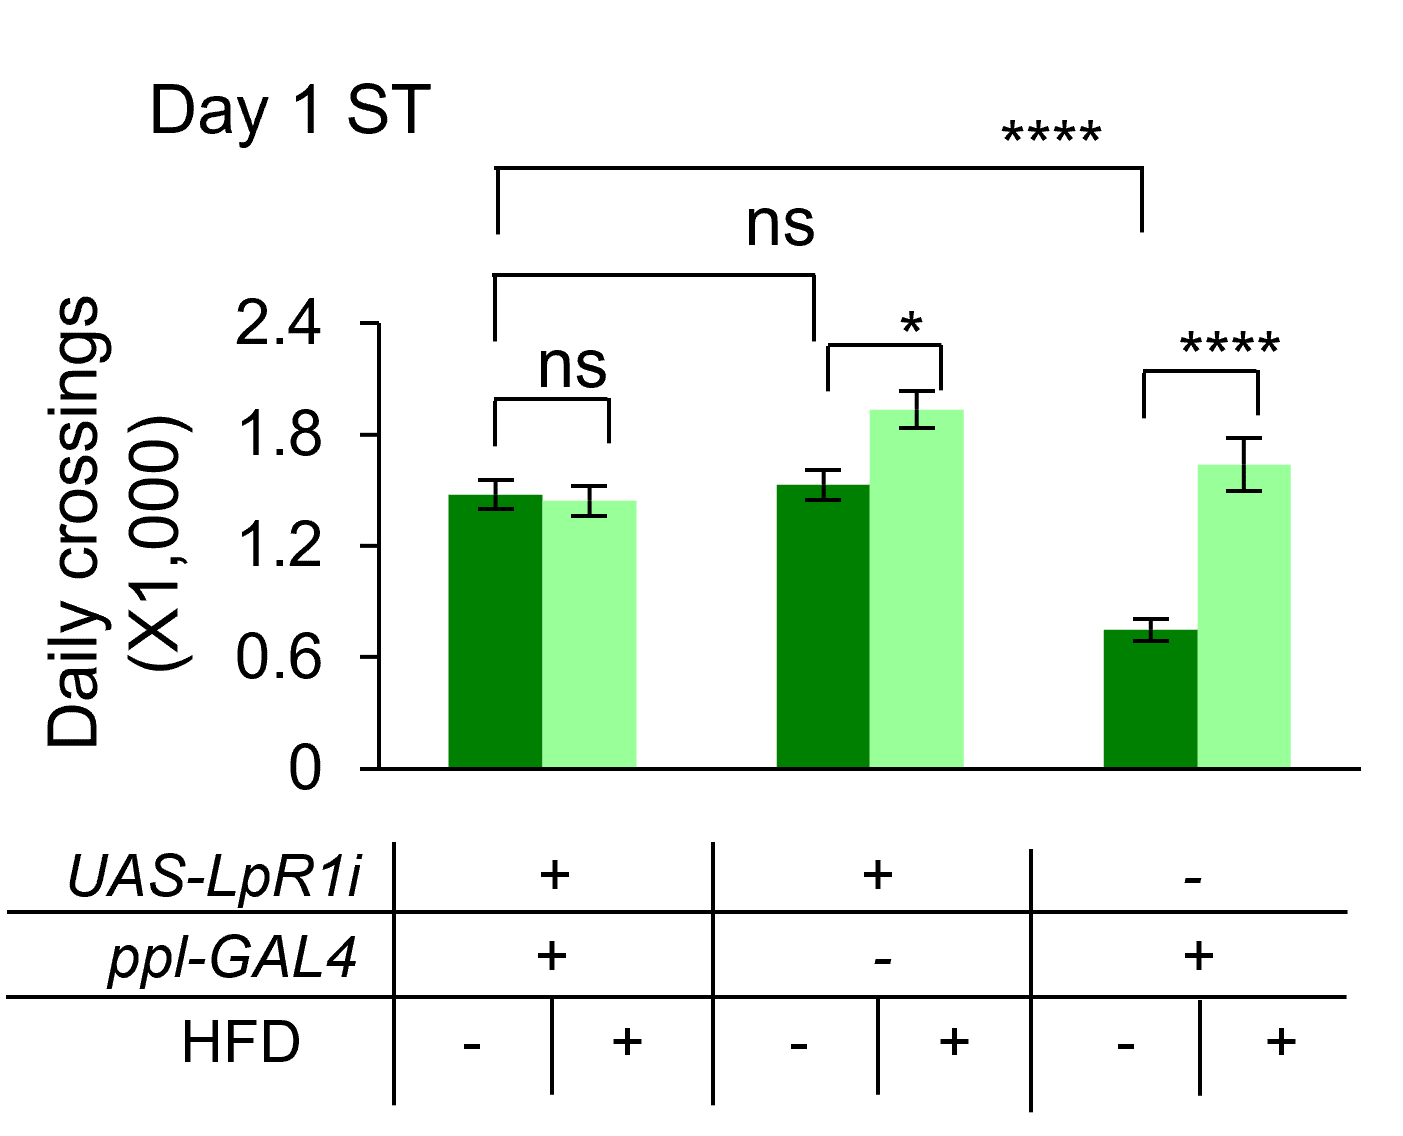 Day 1 ST
****
ns
*
****
ns
Daily crossings
(X1,000)
2.4
1.8
1.2
0.6
0
UAS-LpR1i + + -
ppl-GAL4 + - +
HFD - + - + - +